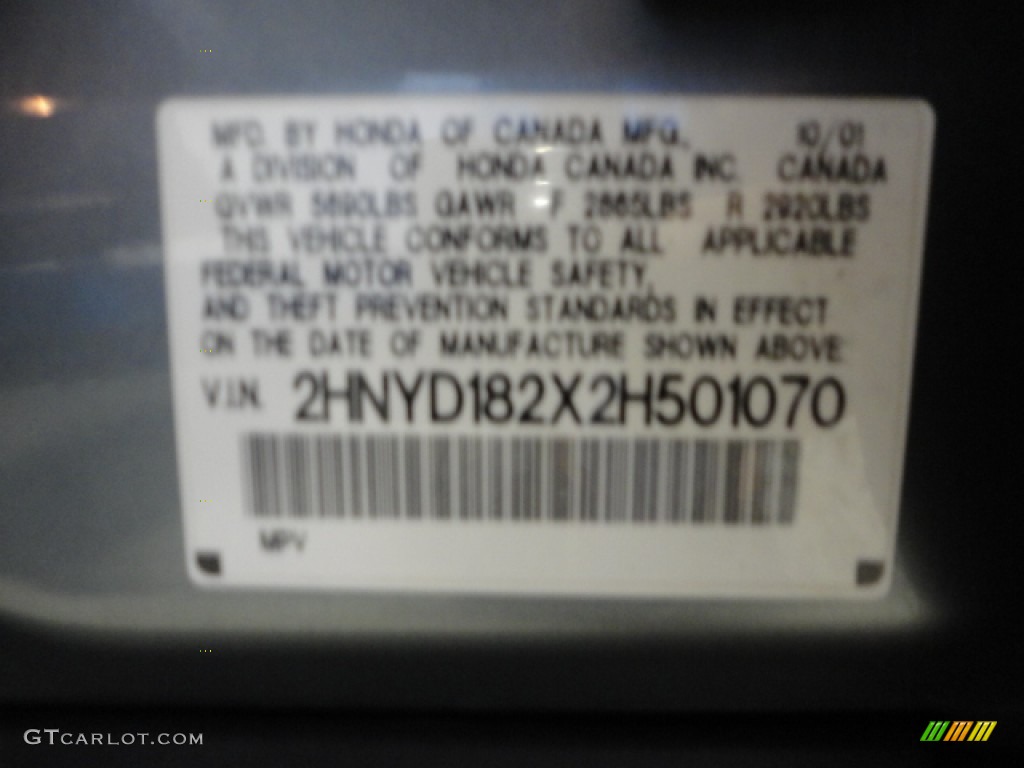 MFD. BY HONDA OF CANADA MFG., 10/01
A DIVISION OF HONDA CANADA INC. CANADA
GVWR 5690LBS GAWR F 2865LBS R 2920LBS
THIS VEHICLE CONFORMS TO ALL APPLICABLE
FEDERAL MOTOR VEHICLE SAFETY,
AND THEFT PREVENTION STANDARDS IN EFFECT
ON THE DATE OF MANUFACTURE SHOWN ABOVE
V.I.N. 2HNYD182X2H501070
MPV
GTCARLOT.COM